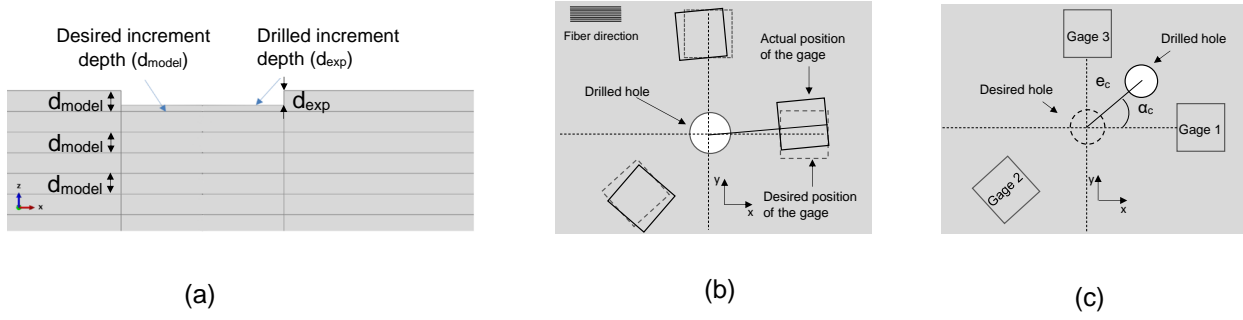 Desired increment
depth (dmodel)
Drilled increment
depth (dexp)
dmodel
dexp
dmodel
dmodel
z
x
(a)
Fiber direction
Actual position
of the gage
Drilled hole
y
x
Desired position
of the gage
(b)
Gage 3
Drilled hole
ec
Desired hole
αc
Gage 1
Gage 2
y
x
(c)